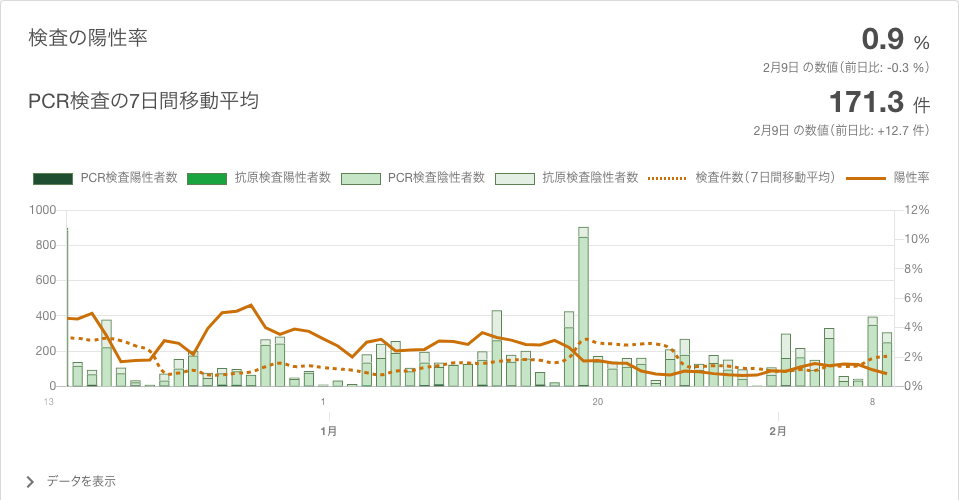 検査の陽性率
0.9 %
2月9日 の数値（前日比: -0.3 %）
PCR検査の7日間移動平均
171.3 件
2月9日 の数値（前日比: +12.7 件）
PCR検査陽性者数 抗原検査陽性者数 PCR検査陰性者数 抗原検査陰性者数 検査件数（7日間移動平均） 陽性率
1000 12%
10%
800
8%
600
6%
400
4%
200
2%
0 0%
13 1 20 8
1月 2月
データを表示